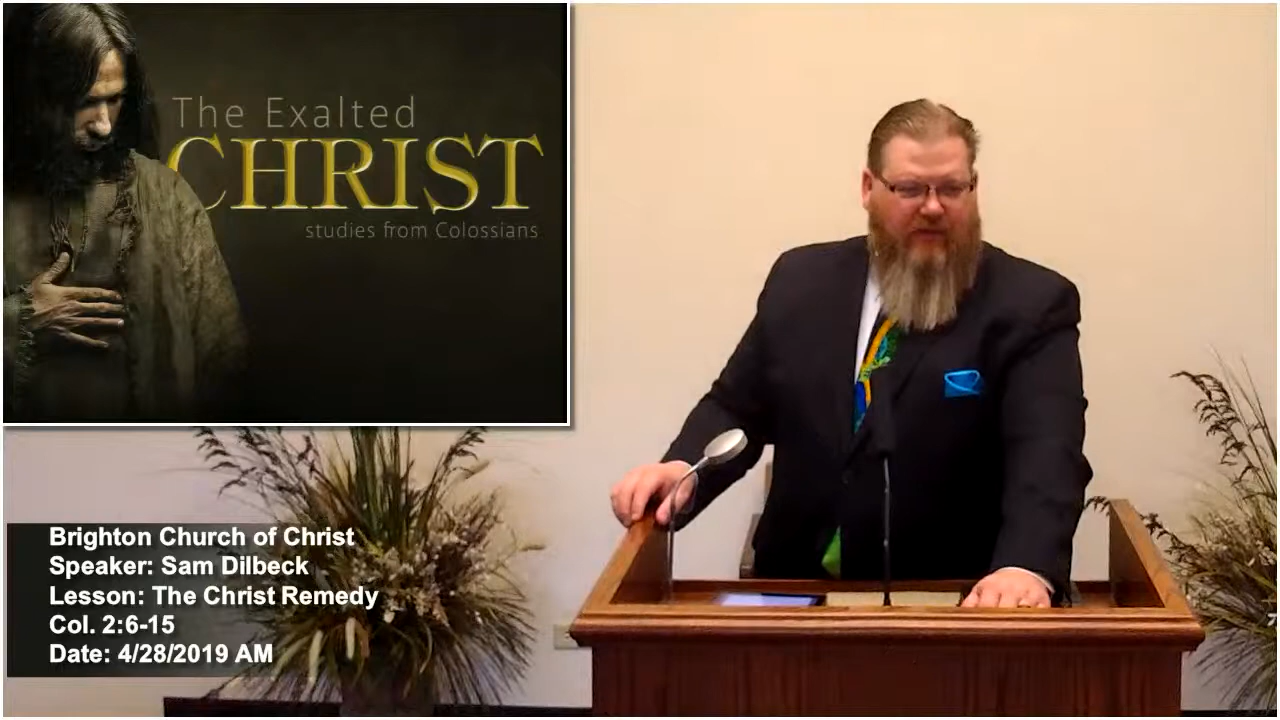 The Exalted
CHRIST
studies from Colossians
Brighton Church of Christ
Speaker: Sam Dilbeck
Lesson: The Christ Remedy
Col. 2:6-15
Date: 4/28/2019 AM